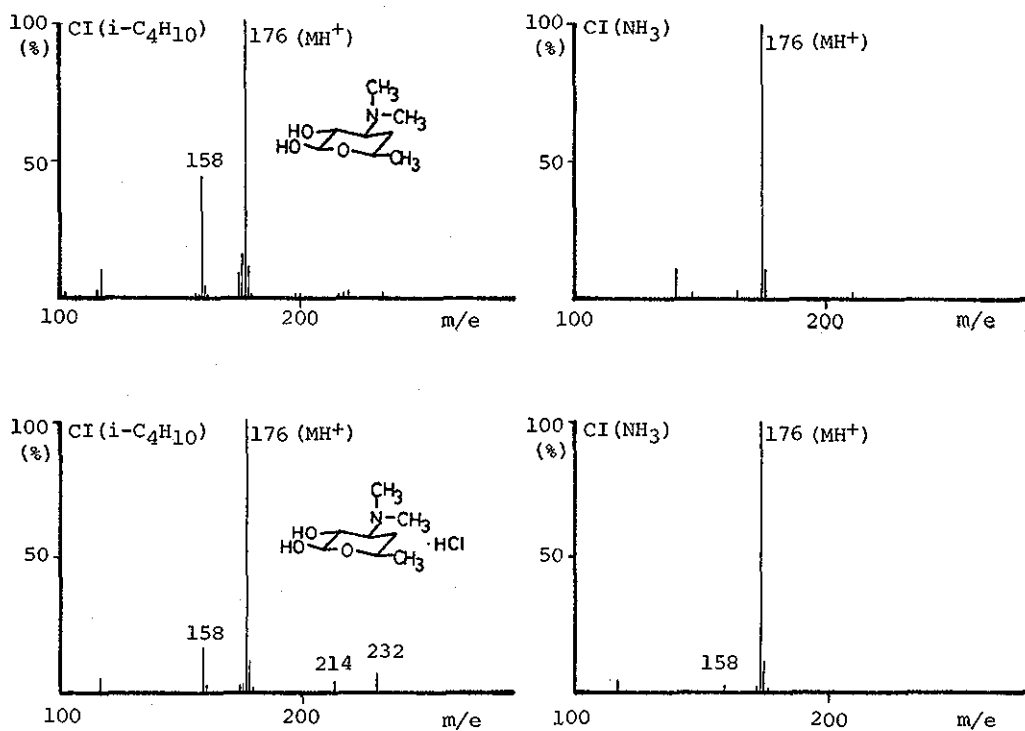 100
(%)
CI(i-C4H10)
176 (MH+)
CH3
N-CH3
HO
HO
O
CH3
158
50
100
200
m/e
100
(%)
CI(NH3)
176 (MH+)
50
100
200
m/e
100
(%)
CI(i-C4H10)
176 (MH+)
CH3
N-CH3
HO
HO
O
CH3
·HCl
50
158
214
232
100
200
m/e
100
(%)
CI(NH3)
176 (MH+)
50
158
100
200
m/e